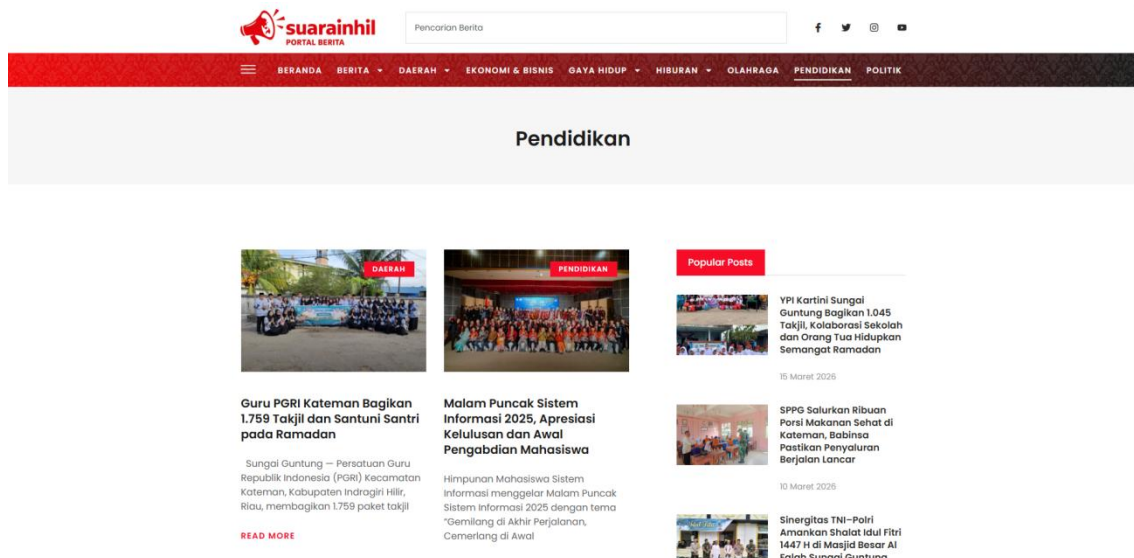 suarainhil
PORTAL BERITA
Pencarian Berita
BERANDA BERITA DAERAH EKONOMI & BISNIS GAYA HIDUP HIBURAN OLAHRAGA PENDIDIKAN POLITIK
Pendidikan
DAERAH
Guru PGRI Kateman Bagikan
1.759 Takjil dan Santuni Santri
pada Ramadan
Sungai Guntung — Persatuan Guru
Republik Indonesia (PGRI) Kecamatan
Kateman, Kabupaten Indragiri Hilir,
Riau, membagikan 1.759 paket takjil
READ MORE
PENDIDIKAN
Malam Puncak Sistem
Informasi 2025, Apresiasi
Kelulusan dan Awal
Pengabdian Mahasiswa
Himpunan Mahasiswa Sistem
Informasi menggelar Malam Puncak
Sistem Informasi 2025 dengan tema
"Gemilang di Akhir Perjalanan,
Cemerlang di Awal
Popular Posts
YPI Kartini Sungai
Guntung Bagikan 1.045
Takjil, Kolaborasi Sekolah
dan Orang Tua Hidupkan
Semangat Ramadan
15 Maret 2026
SPPG Salurkan Ribuan
Porsi Makanan Sehat di
Kateman, Babinsa
Pastikan Penyaluran
Berjalan Lancar
10 Maret 2026
Sinergitas TNI–Polri
Amankan Shalat Idul Fitri
1447 H di Masjid Besar Al
Falah Sungai Guntung